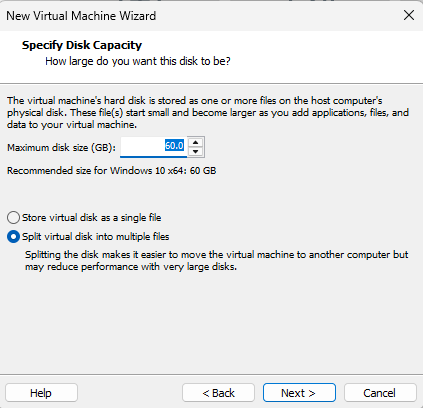 New Virtual Machine Wizard
Specify Disk Capacity
How large do you want this disk to be?
The virtual machine's hard disk is stored as one or more files on the host computer's
physical disk. These file(s) start small and become larger as you add applications, files, and
data to your virtual machine.
Maximum disk size (GB): 60.0
Recommended size for Windows 10 x64: 60 GB
Store virtual disk as a single file
Split virtual disk into multiple files
Splitting the disk makes it easier to move the virtual machine to another computer but
may reduce performance with very large disks.
Help < Back Next > Cancel